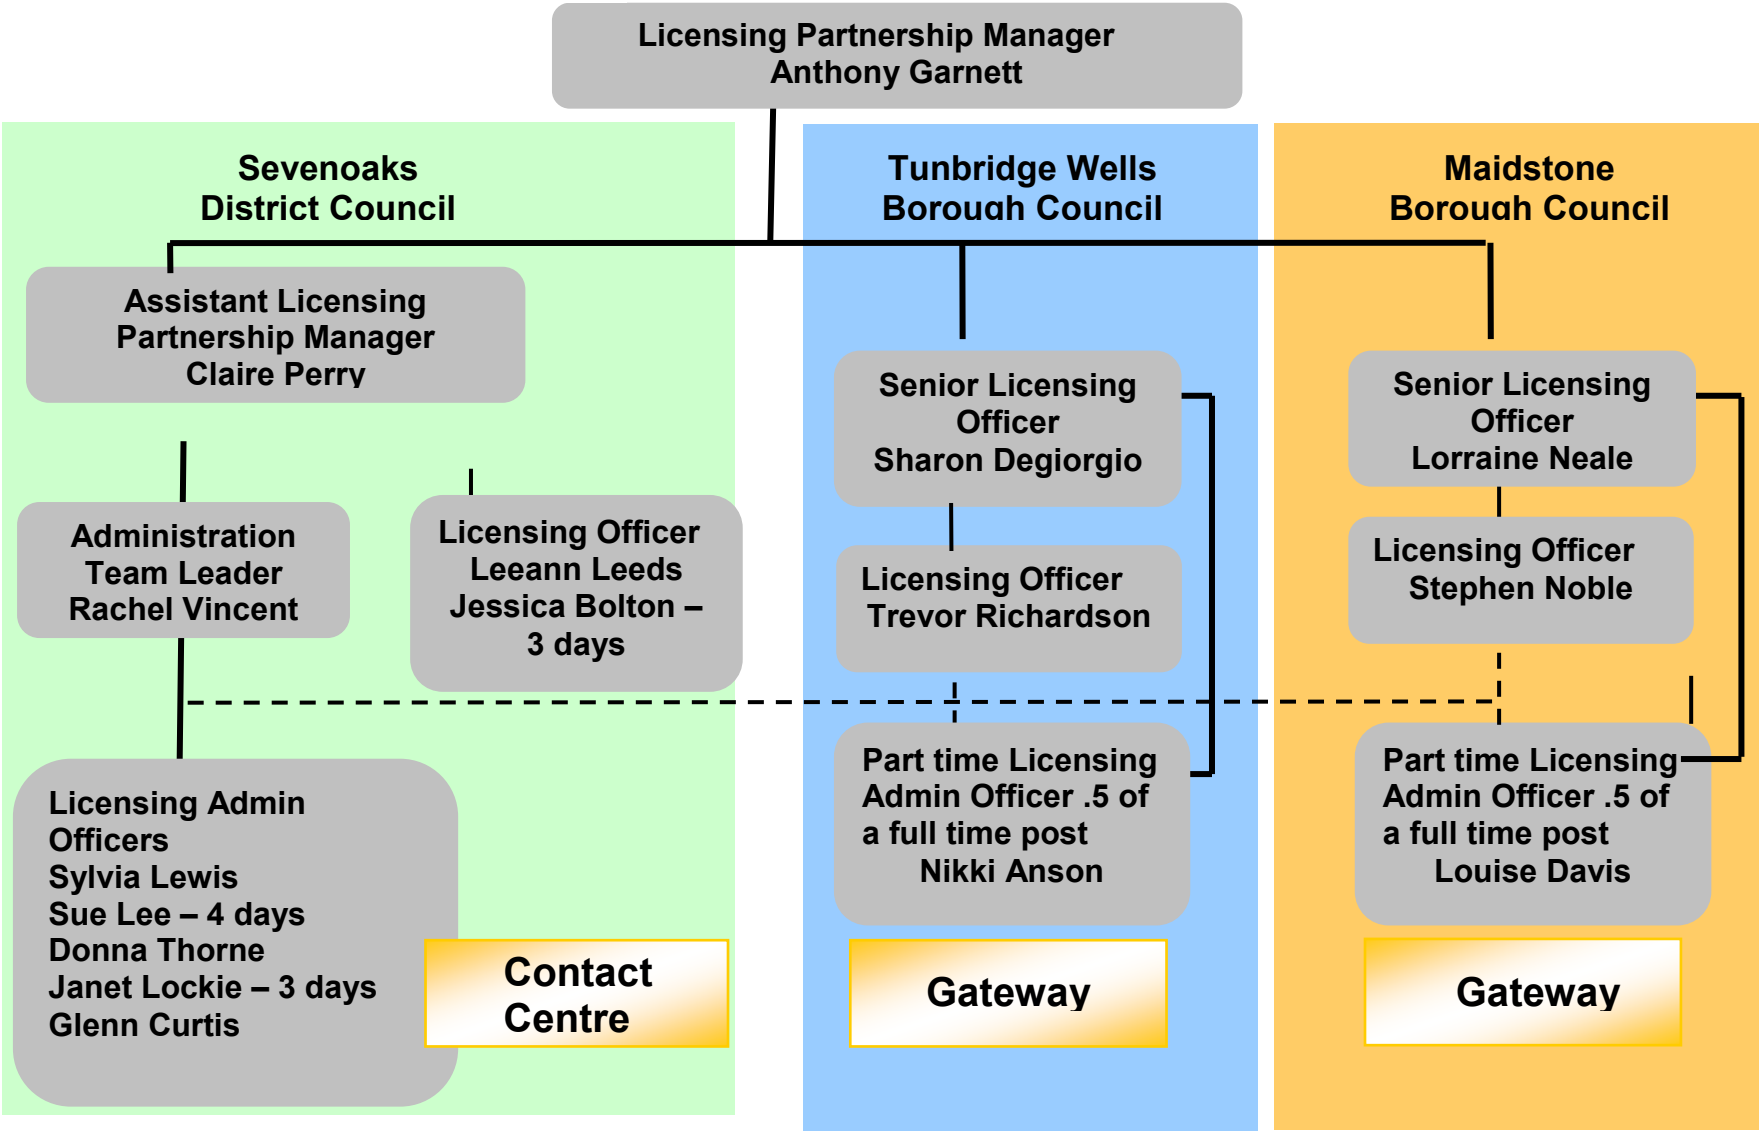 Licensing Partnership Manager
Anthony Garnett
Sevenoaks
District Council
Assistant Licensing
Partnership Manager
Claire Perry
Administration
Team Leader
Rachel Vincent
Licensing Officer
Leeann Leeds
Jessica Bolton –
3 days
Licensing Admin
Officers
Sylvia Lewis
Sue Lee – 4 days
Donna Thorne
Janet Lockie – 3 days
Glenn Curtis
Contact
Centre
Tunbridge Wells
Borough Council
Senior Licensing
Officer
Sharon Degiorgio
Licensing Officer
Trevor Richardson
Part time Licensing
Admin Officer .5 of
a full time post
Nikki Anson
Gateway
Maidstone
Borough Council
Senior Licensing
Officer
Lorraine Neale
Licensing Officer
Stephen Noble
Part time Licensing
Admin Officer .5 of
a full time post
Louise Davis
Gateway